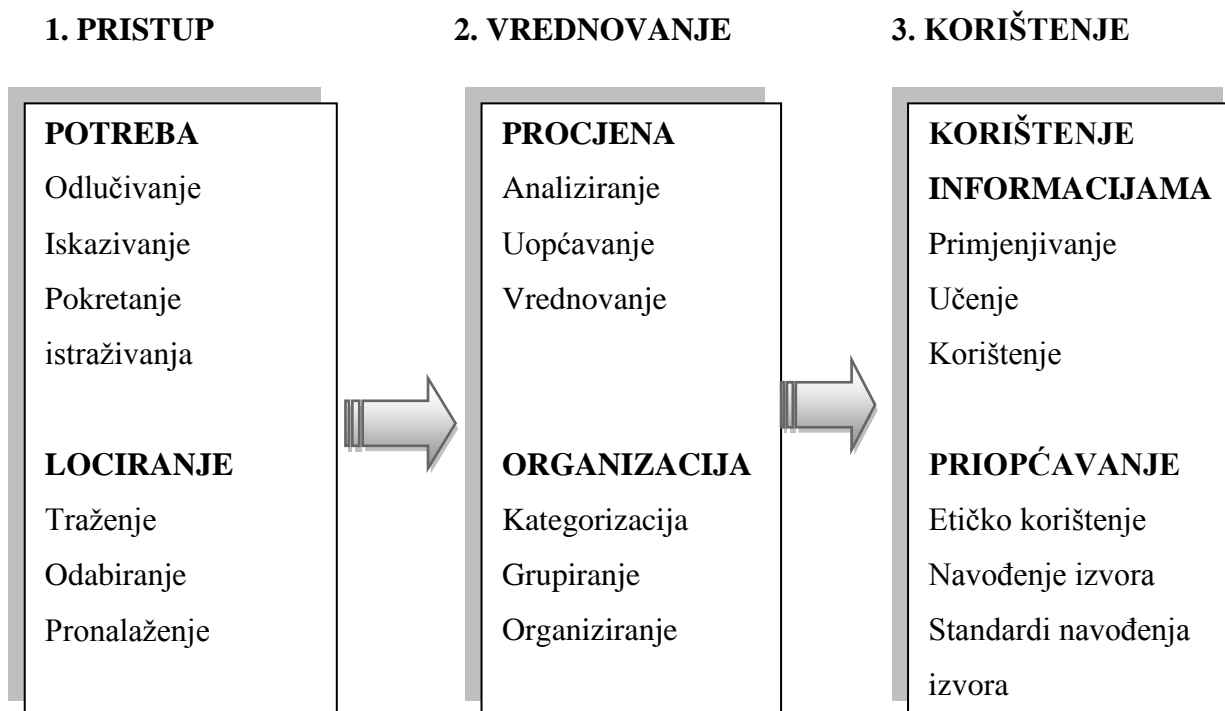 1. PRISTUP
2. VREDNOVANJE
3. KORIŠTENJE
POTREBA
Odlučivanje
Iskazivanje
Pokretanje
istraživanja
LOCIRANJE
Traženje
Odabiranje
Pronalaženje
PROCJENA
Analiziranje
Uopćavanje
Vrednovanje
ORGANIZACIJA
Kategorizacija
Grupiranje
Organiziranje
KORIŠTENJE
INFORMACIJAMA
Primjenjivanje
Učenje
Korištenje
PRIOPĆAVANJE
Etičko korištenje
Navođenje izvora
Standardi navođenja
izvora